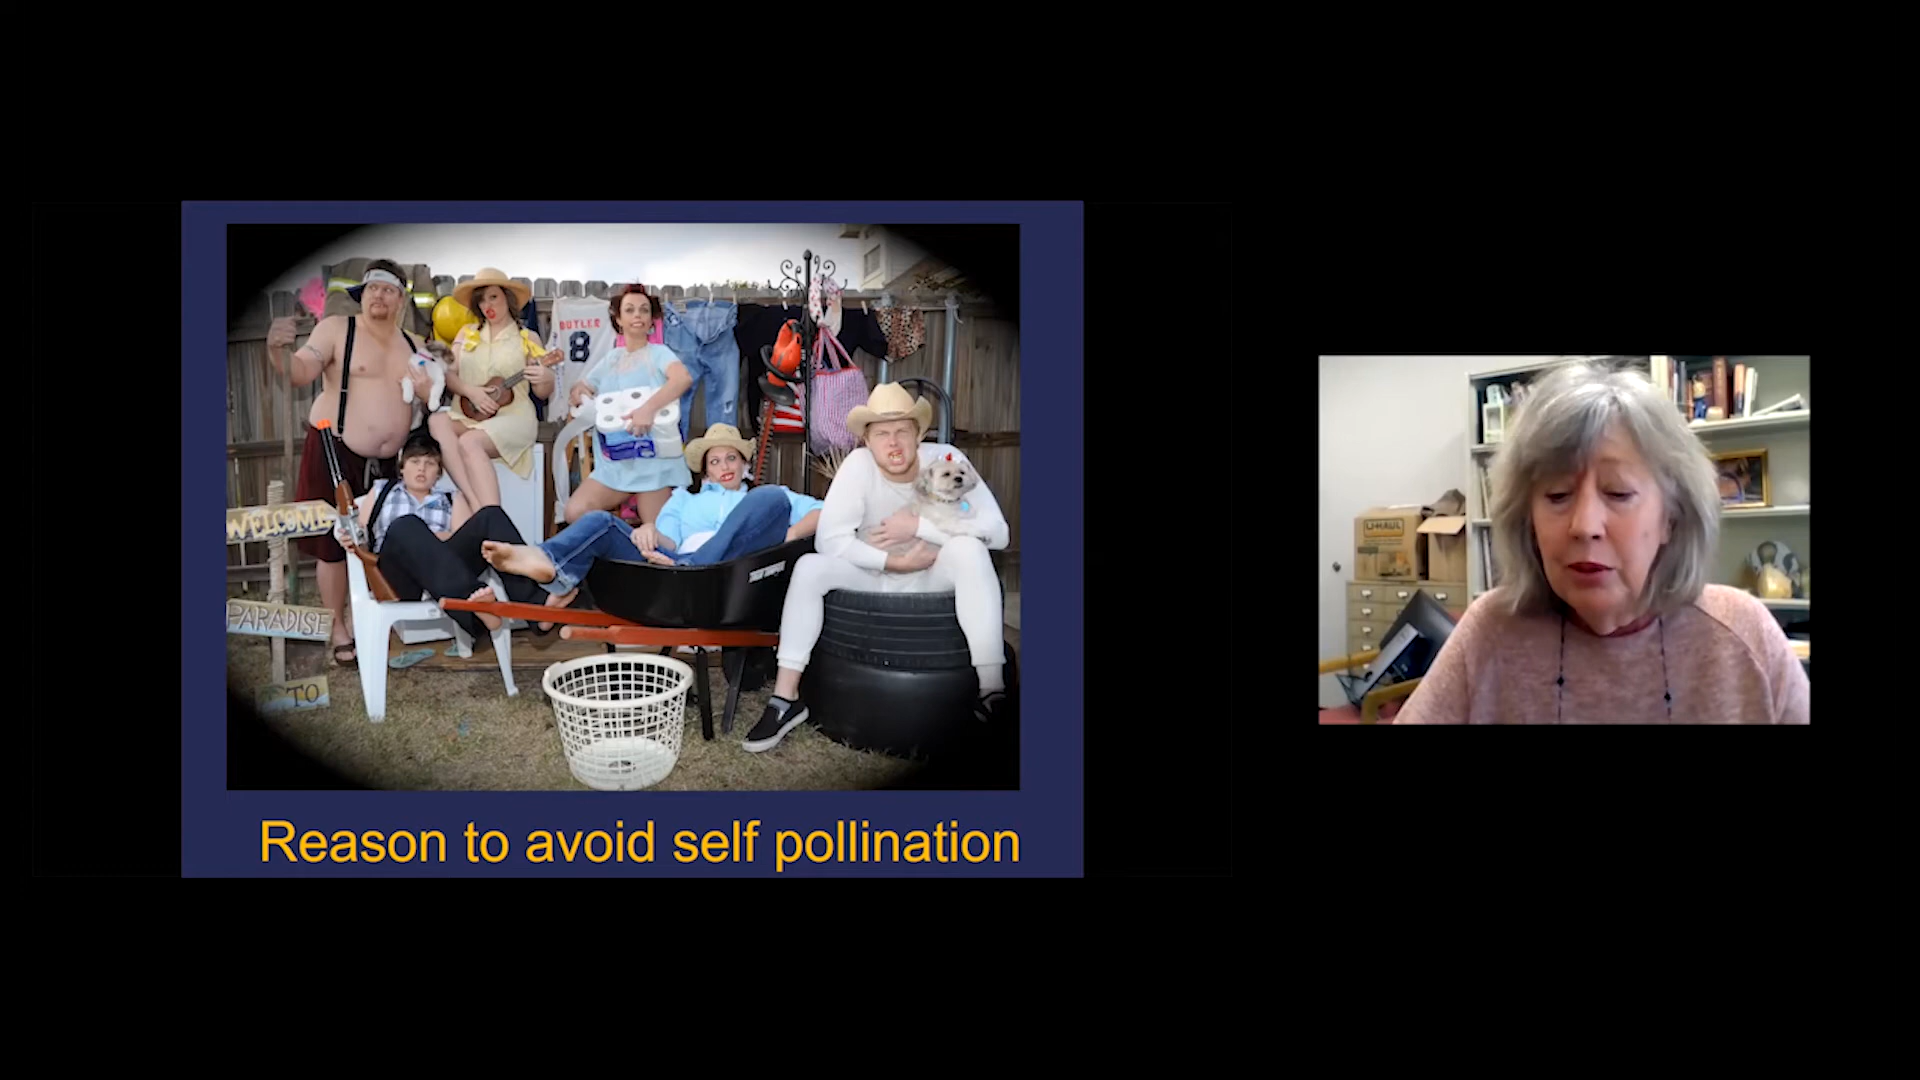 BUTLER
8
WELCOME
PARADISE
TO
U-HAUL
Reason to avoid self pollination